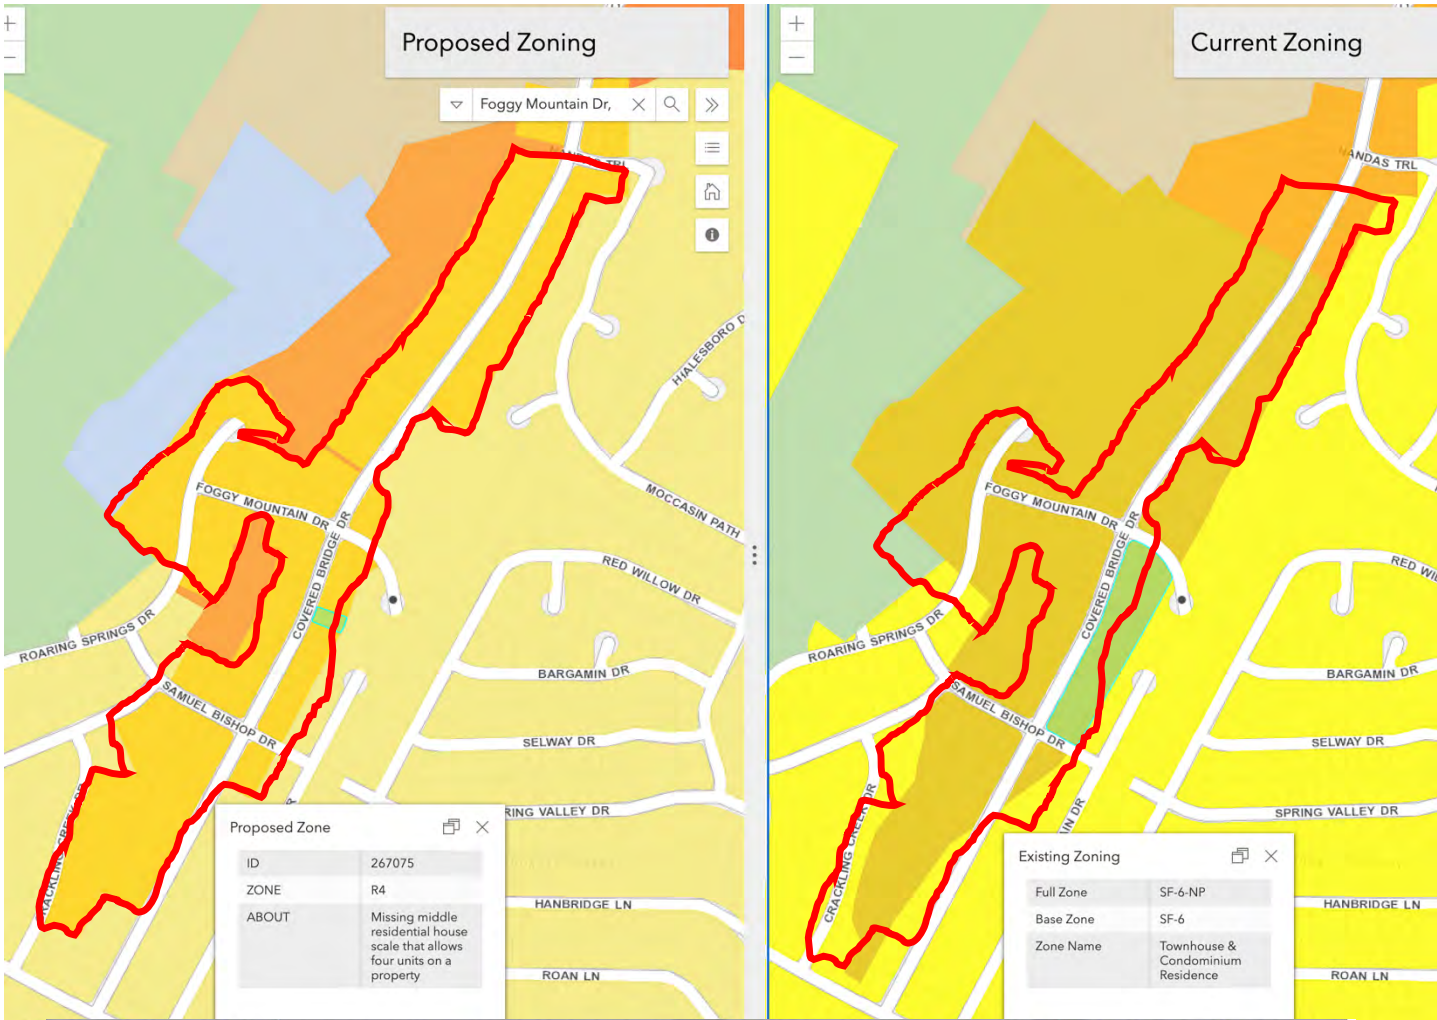 Proposed Zoning
Foggy Mountain Dr,
HIALESBORO D
FOGGY MOUNTAIN DR
MOCCASIN PATH
COVERED BRIDGE DR
RED WILLOW DR
ROARING SPRINGS DR
BARGAMIN DR
SAMUEL BISHOP DR
SELWAY DR
RING VALLEY DR
HANBRIDGE LN
ROAN LN
Proposed Zone
ID 267075
ZONE R4
ABOUT Missing middle
residential house
scale that allows
four units on a
property
Current Zoning
NANDAS TRL
FOGGY MOUNTAIN DR
COVERED BRIDGE DR
RED WIL
ROARING SPRINGS DR
BARGAMIN DR
SAMUEL BISHOP DR
SELWAY DR
SPRING VALLEY DR
CRACKLING CREEK DR
AIN DR
HANBRIDGE LN
ROAN LN
Existing Zoning
Full Zone SF-6-NP
Base Zone SF-6
Zone Name Townhouse &
Condominium
Residence